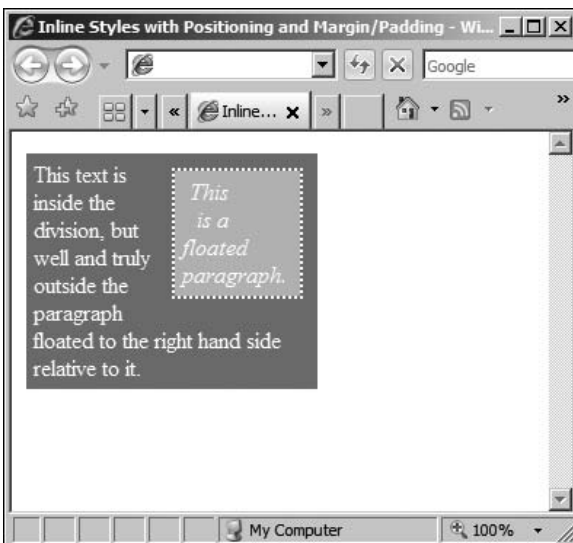 Inline Styles with Positioning and Margin/Padding - Wi...
Google
Inline...
This text is
inside the
division, but
well and truly
outside the
paragraph
floated to the right hand side
relative to it.
This
is a
floated
paragraph.
My Computer
100%